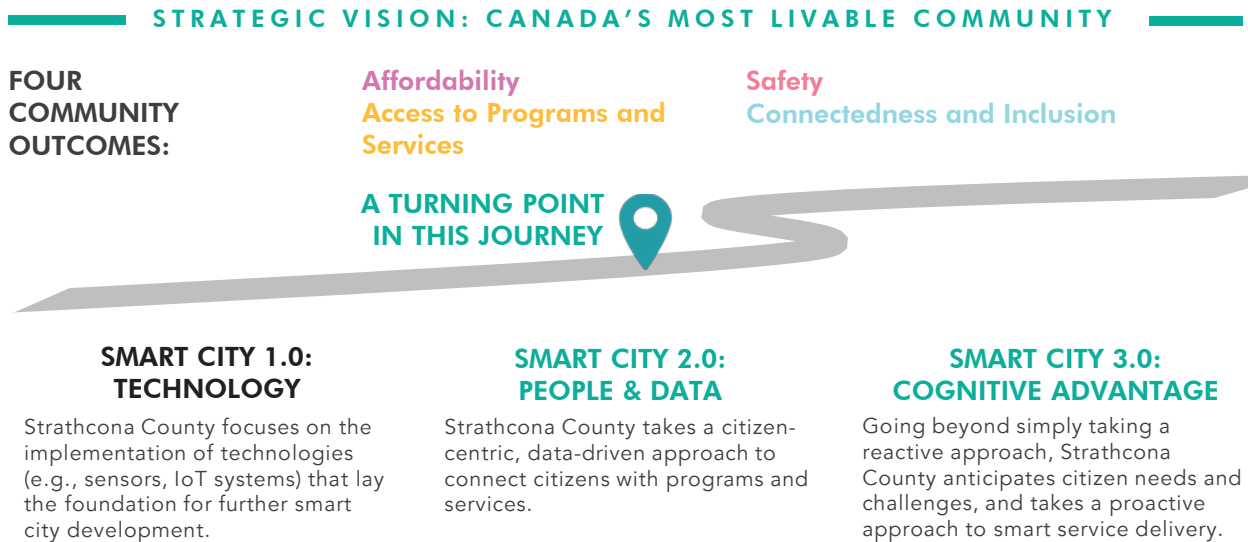 STRATEGIC VISION: CANADA'S MOST LIVABLE COMMUNITY
FOUR
COMMUNITY
OUTCOMES:
Affordability
Access to Programs and
Services
Safety
Connectedness and Inclusion
A TURNING POINT
IN THIS JOURNEY
SMART CITY 1.0:
TECHNOLOGY
Strathcona County focuses on the
implementation of technologies
(e.g., sensors, IoT systems) that lay
the foundation for further smart
city development.
SMART CITY 2.0:
PEOPLE & DATA
Strathcona County takes a citizen-
centric, data-driven approach to
connect citizens with programs and
services.
SMART CITY 3.0:
COGNITIVE ADVANTAGE
Going beyond simply taking a
reactive approach, Strathcona
County anticipates citizen needs and
challenges, and takes a proactive
approach to smart service delivery.